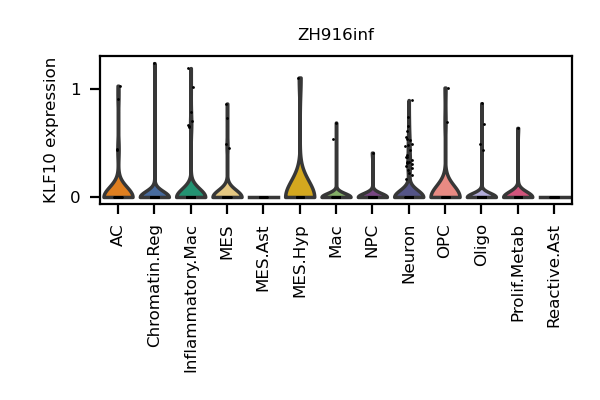 ZH916inf
KLF10 expression
1
0
AC
Chromatin.Reg
Inflammatory.Mac
MES
MES.Ast
MES.Hyp
Mac
NPC
Neuron
OPC
Oligo
Prolif.Metab
Reactive.Ast